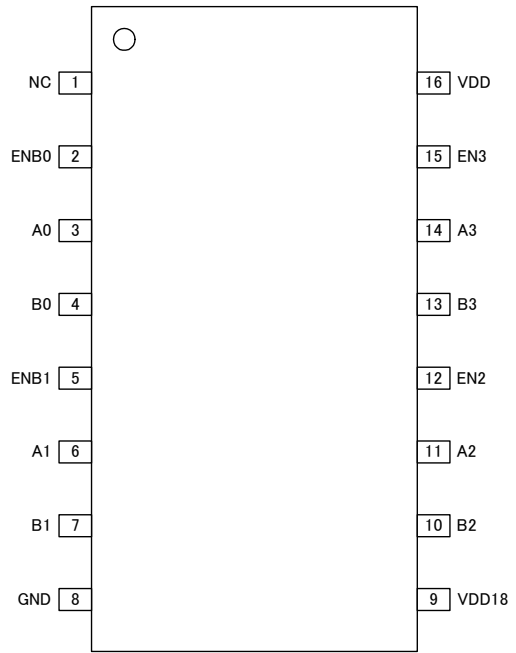 NC 1 16 VDD
ENB0 2 15 EN3
A0 3 14 A3
B0 4 13 B3
ENB1 5 12 EN2
A1 6 11 A2
B1 7 10 B2
GND 8 9 VDD18